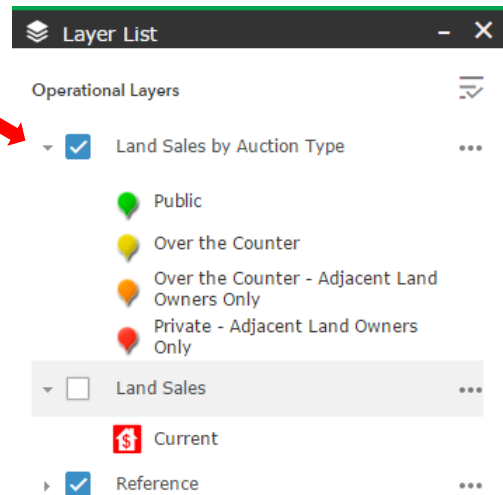 Layer List
Operational Layers
Land Sales by Auction Type
Public
Over the Counter
Over the Counter - Adjacent Land
Owners Only
Private - Adjacent Land Owners
Only
Land Sales
$ Current
Reference